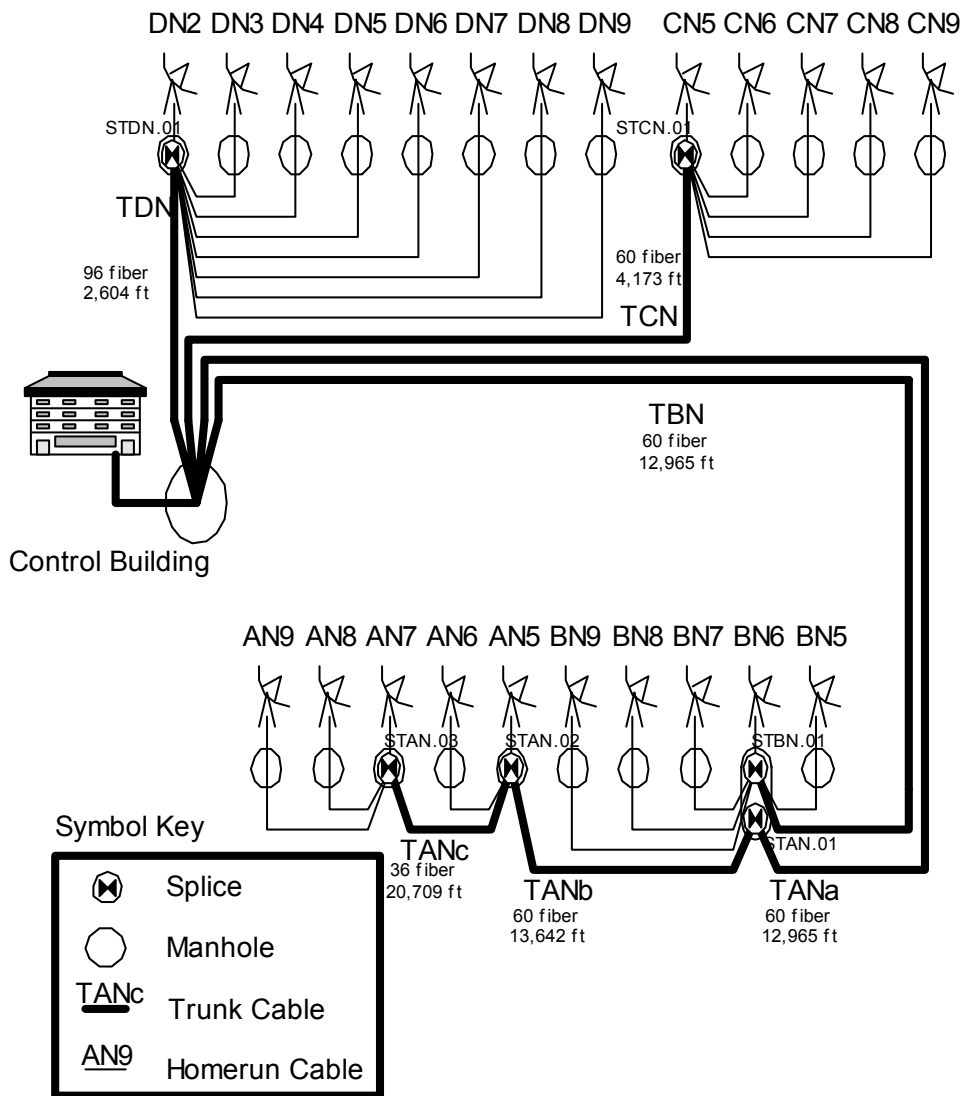 DN2 DN3 DN4 DN5 DN6 DN7 DN8 DN9 CN5 CN6 CN7 CN8 CN9
STDN.01 STCN.01
TDN
96 fiber
2,604 ft
60 fiber
4,173 ft
TCN
TBN
60 fiber
12,965 ft
Control Building
AN9 AN8 AN7 AN6 AN5 BN9 BN8 BN7 BN6 BN5
STAN.03 STAN.02 STBN.01
STAN.01
TANc
36 fiber
20,709 ft
TANb
60 fiber
13,642 ft
TANa
60 fiber
12,965 ft
Symbol Key
Splice
Manhole
TANc Trunk Cable
AN9 Homerun Cable